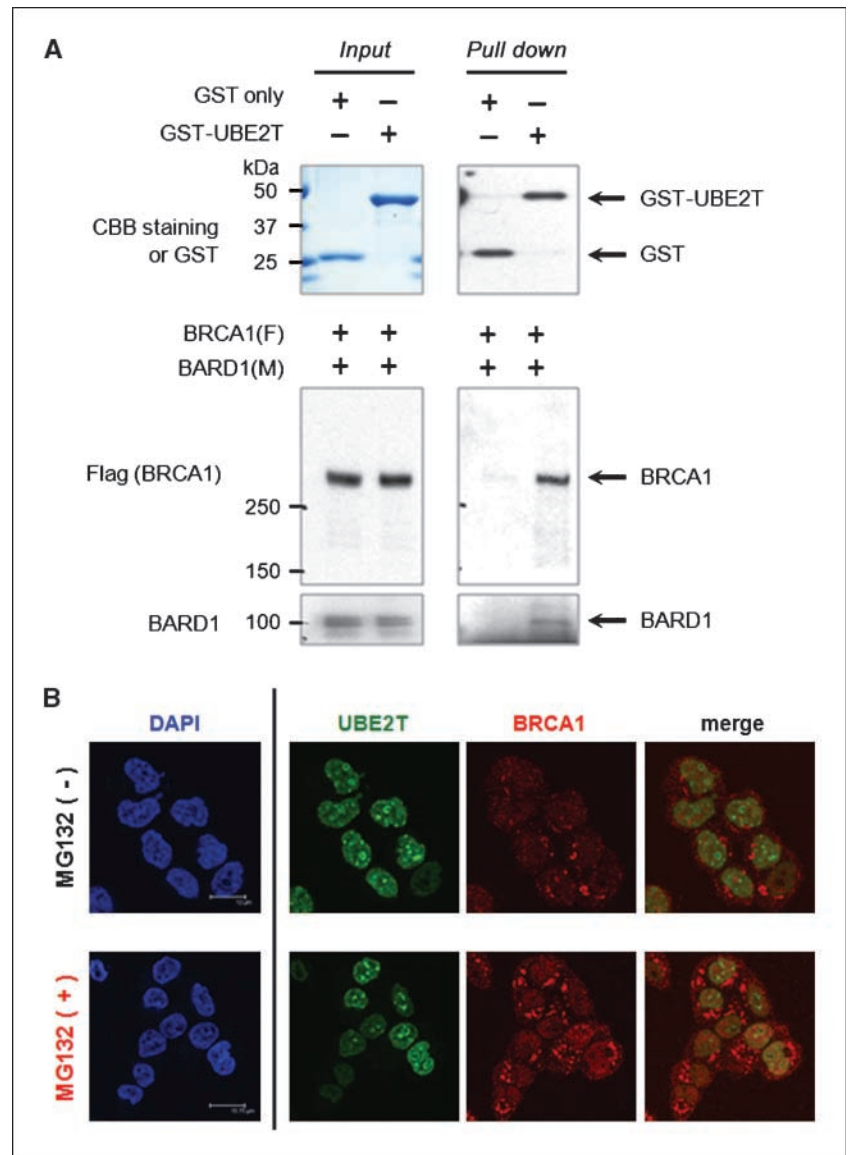 A
Input Pull down
GST only + – + –
GST-UBE2T – + – +
kDa
50
37
25
CBB staining
or GST
GST-UBE2T
GST
BRCA1(F) + + + +
BARD1(M) + + + +
Flag (BRCA1)
250
150
BRCA1
BARD1 100
BARD1
B
DAPI UBE2T BRCA1 merge
MG132 ( - )
MG132 ( + )